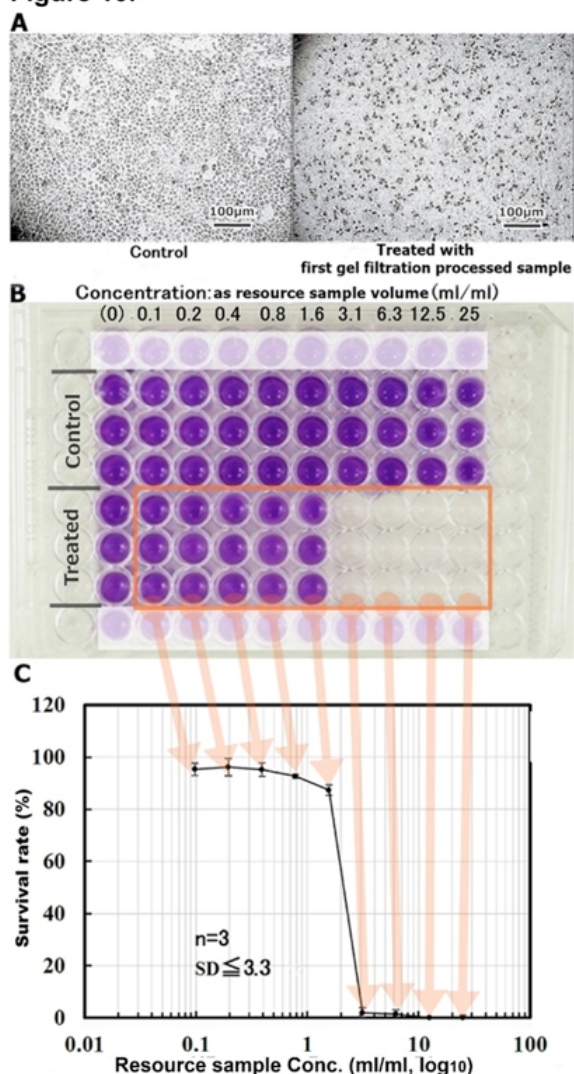 A
100μm
100μm
Control
Treated with
first gel filtration processed sample
B
Concentration: as resource sample volume (ml/ml)
(0) 0.1 0.2 0.4 0.8 1.6 3.1 6.3 12.5 25
Control
Treated
C
120
100
80
60
40
20
0
Survival rate (%)
n=3
SD≦3.3
0.01 0.1 1 10 100
Resource sample Conc. (ml/ml, log10)